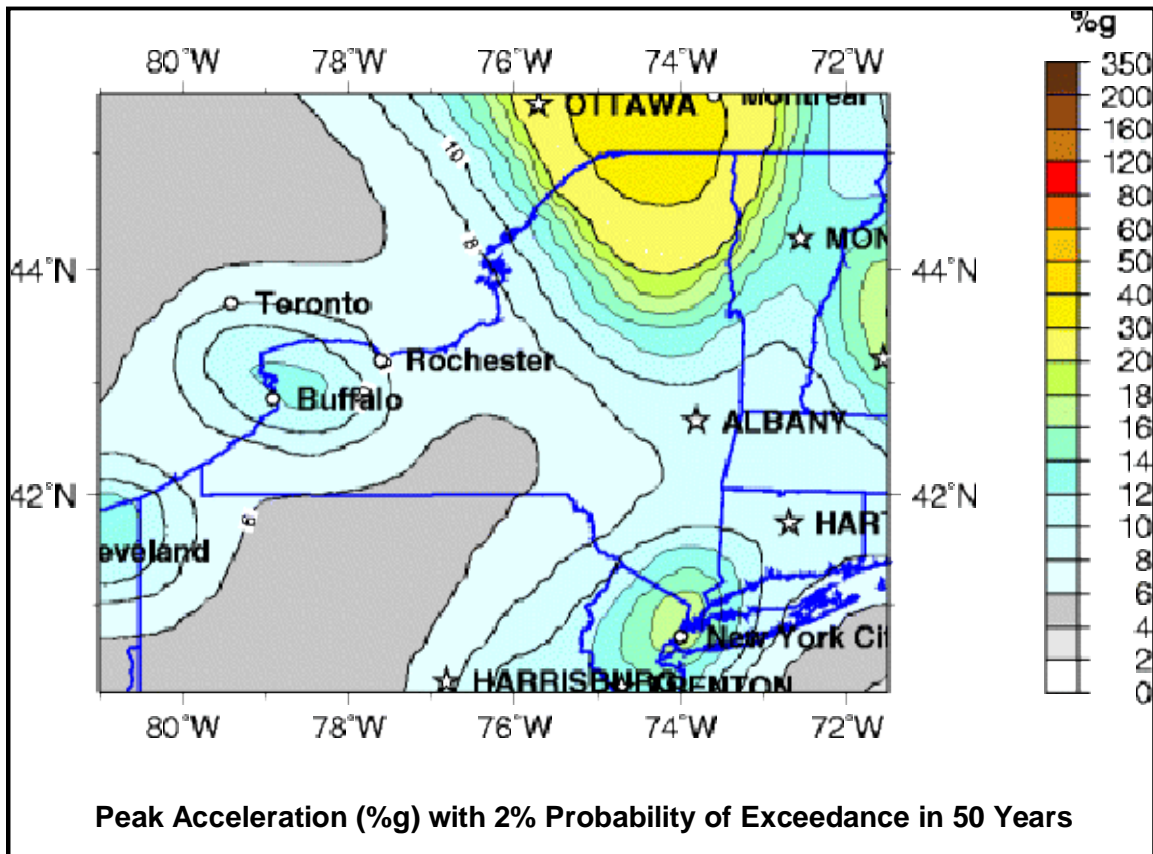 %g
80°W 78°W 76°W 74°W 72°W
350
200
160
120
80
60
50
40
30
20
18
16
14
12
10
8
6
4
2
0
OTTAWA
Montreal
10
8
MON
44°N 44°N
Teronto
Rochester
Buffalo
ALBANY
42°N 42°N
HART
eveland
New York Cit
HARRISBURG
TRENTON
80°W 78°W 76°W 74°W 72°W
Peak Acceleration (%g) with 2% Probability of Exceedance in 50 Years